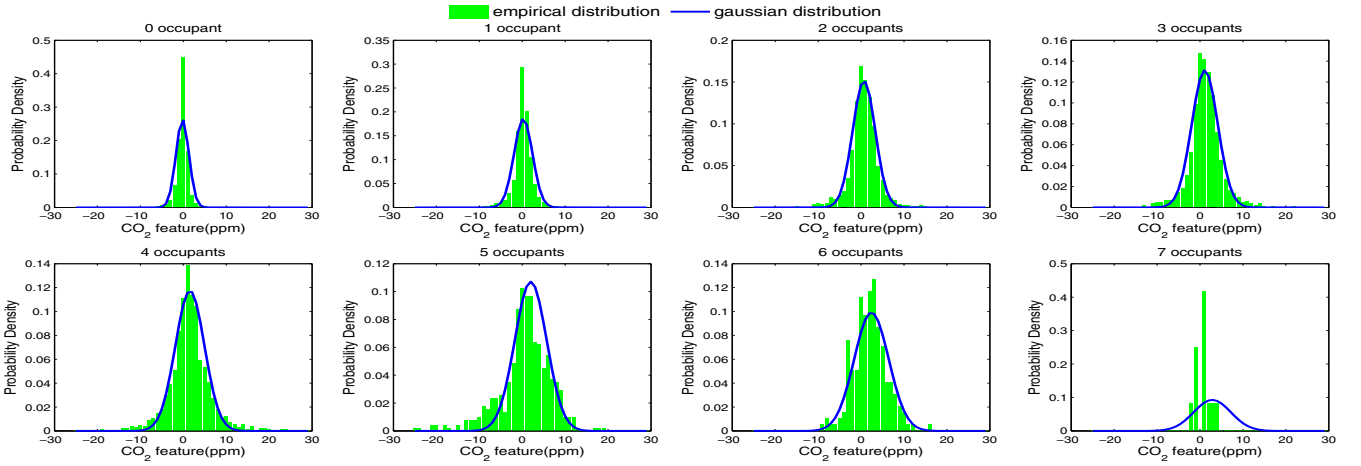 empirical distribution gaussian distribution
0 occupant 1 occupant 2 occupants 3 occupants
Probability Density
0.5
0.4
0.3
0.2
0.1
0
−30 −20 −10 0 10 20 30
CO2 feature(ppm)
Probability Density
0.35
0.3
0.25
0.2
0.15
0.1
0.05
0
−30 −20 −10 0 10 20 30
CO2 feature(ppm)
Probability Density
0.2
0.15
0.1
0.05
0
−30 −20 −10 0 10 20 30
CO2 feature(ppm)
Probability Density
0.16
0.14
0.12
0.1
0.08
0.06
0.04
0.02
0
−30 −20 −10 0 10 20 30
CO2 feature(ppm)
4 occupants 5 occupants 6 occupants 7 occupants
Probability Density
0.14
0.12
0.1
0.08
0.06
0.04
0.02
0
−30 −20 −10 0 10 20 30
CO2 feature(ppm)
Probability Density
0.12
0.1
0.08
0.06
0.04
0.02
0
−30 −20 −10 0 10 20 30
CO2 feature(ppm)
Probability Density
0.14
0.12
0.1
0.08
0.06
0.04
0.02
0
−30 −20 −10 0 10 20 30
CO2 feature(ppm)
Probability Density
0.5
0.4
0.3
0.2
0.1
0
−30 −20 −10 0 10 20 30
CO2 feature(ppm)